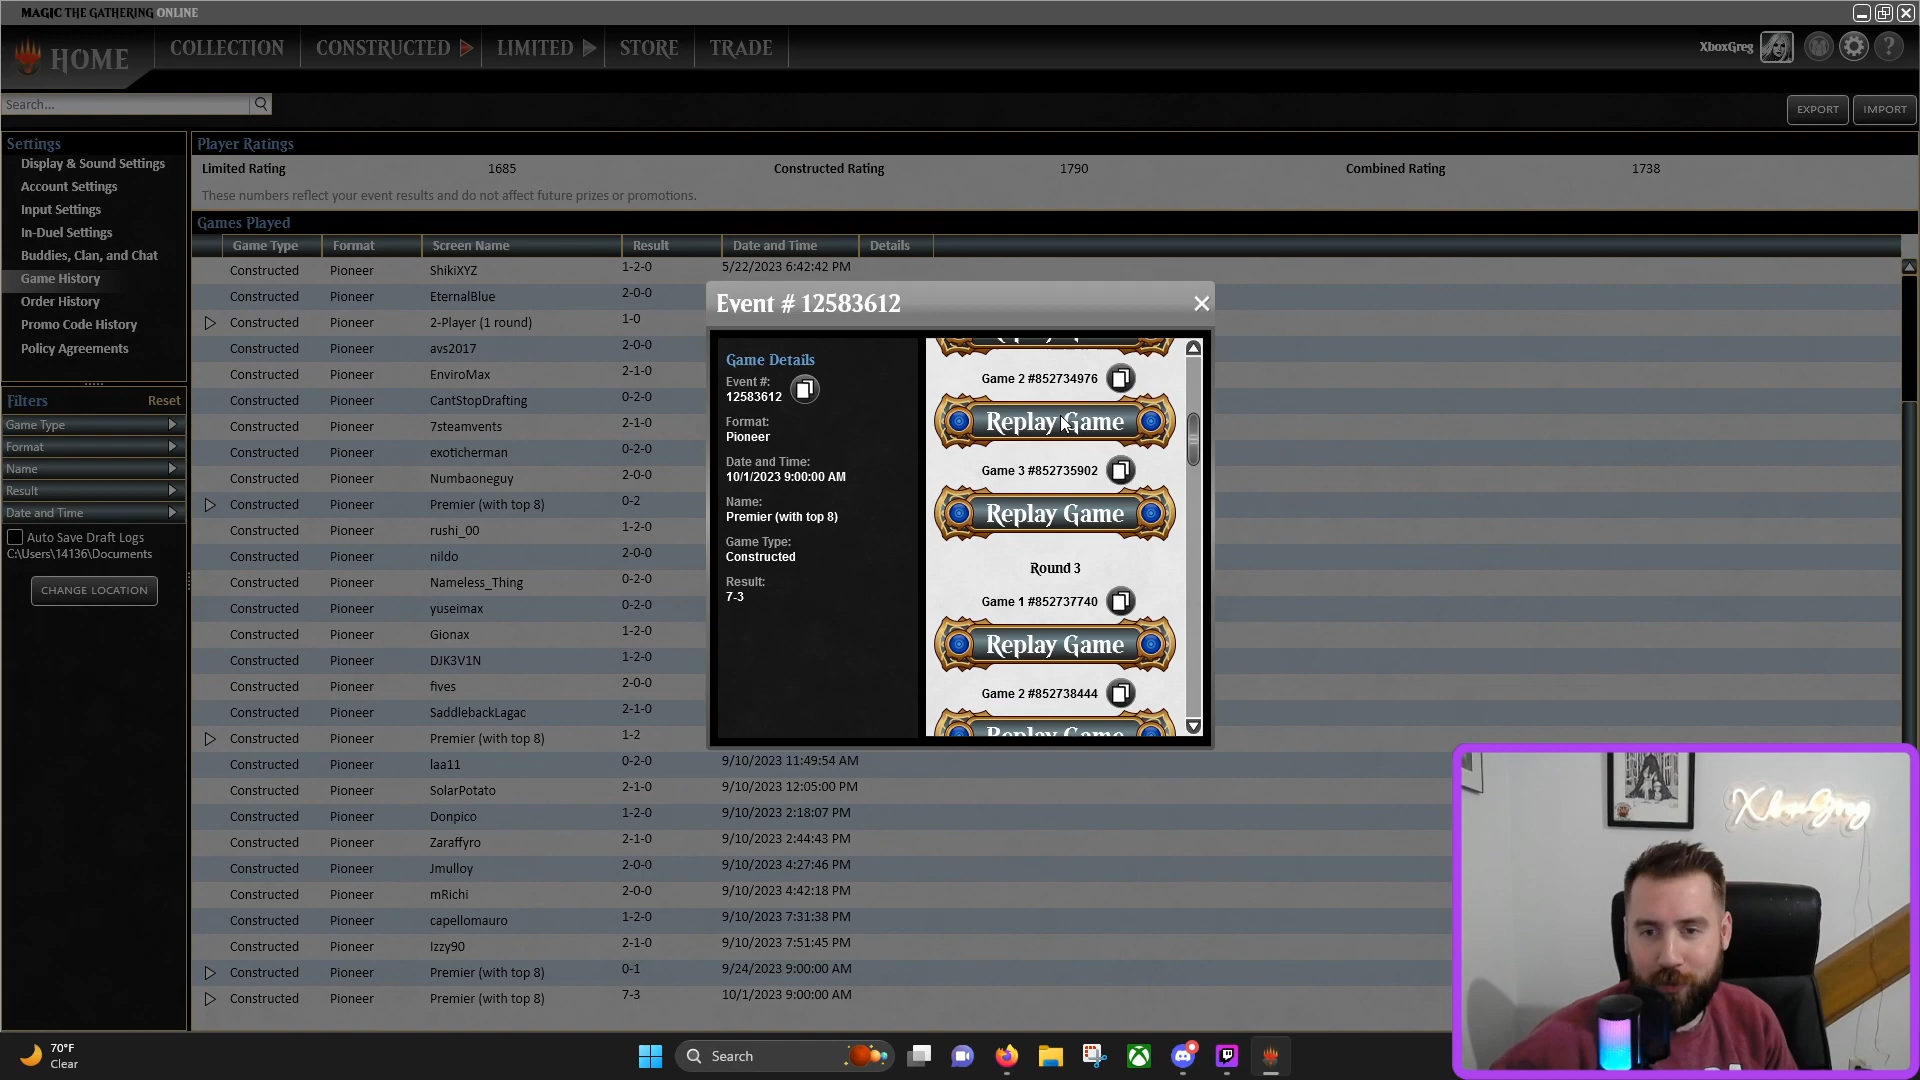 MAGIC THE GATHERING ONLINE
HOME
COLLECTION
CONSTRUCTED
LIMITED
STORE
TRADE
XboxGreg
Search...
EXPORT
IMPORT
Settings
Display & Sound Settings
Account Settings
Input Settings
In-Duel Settings
Buddies, Clan, and Chat
Game History
Order History
Promo Code History
Policy Agreements
Filters Reset
Game Type
Format
Name
Result
Date and Time
Auto Save Draft Logs
C:\Users\14136\Documents
CHANGE LOCATION
Player Ratings
Limited Rating 1685 Constructed Rating 1790 Combined Rating 1738
These numbers reflect your event results and do not affect future prizes or promotions.
Games Played
Game Type Format Screen Name Result Date and Time Details
Constructed Pioneer ShikiXYZ 1-2-0 5/22/2023 6:42:42 PM
Constructed Pioneer EternalBlue 2-0-0
Constructed Pioneer 2-Player (1 round) 1-0
Constructed Pioneer avs2017 2-0-0
Constructed Pioneer EnviroMax 2-1-0
Constructed Pioneer CantStopDrafting 0-2-0
Constructed Pioneer 7steamvents 2-1-0
Constructed Pioneer exoticherman 0-2-0
Constructed Pioneer Numbaoneguy 2-0-0
Constructed Pioneer Premier (with top 8) 0-2
Constructed Pioneer rushi_00 1-2-0
Constructed Pioneer nildo 2-0-0
Constructed Pioneer Nameless_Thing 0-2-0
Constructed Pioneer yuseimax 0-2-0
Constructed Pioneer Gionax 1-2-0
Constructed Pioneer DJK3V1N 1-2-0
Constructed Pioneer fives 2-0-0
Constructed Pioneer SaddlebackLagac 2-1-0
Constructed Pioneer Premier (with top 8) 1-2
Constructed Pioneer laa11 0-2-0 9/10/2023 11:49:54 AM
Constructed Pioneer SolarPotato 2-1-0 9/10/2023 12:05:00 PM
Constructed Pioneer Donpico 1-2-0 9/10/2023 2:18:07 PM
Constructed Pioneer Zaraffyro 2-1-0 9/10/2023 2:44:43 PM
Constructed Pioneer Jmulloy 2-0-0 9/10/2023 4:27:46 PM
Constructed Pioneer mRichi 2-0-0 9/10/2023 4:42:18 PM
Constructed Pioneer capellomauro 1-2-0 9/10/2023 7:31:38 PM
Constructed Pioneer Izzy90 2-1-0 9/10/2023 7:51:45 PM
Constructed Pioneer Premier (with top 8) 0-1 9/24/2023 9:00:00 AM
Constructed Pioneer Premier (with top 8) 7-3 10/1/2023 9:00:00 AM
Event # 12583612
Game Details
Event #:
12583612
Format:
Pioneer
Date and Time:
10/1/2023 9:00:00 AM
Name:
Premier (with top 8)
Game Type:
Constructed
Result:
7-3
Game 2 #852734976
Replay Game
Game 3 #852735902
Replay Game
Round 3
Game 1 #852737740
Replay Game
Game 2 #852738444
Replay Game
XboxGreg
70°F
Clear
Search